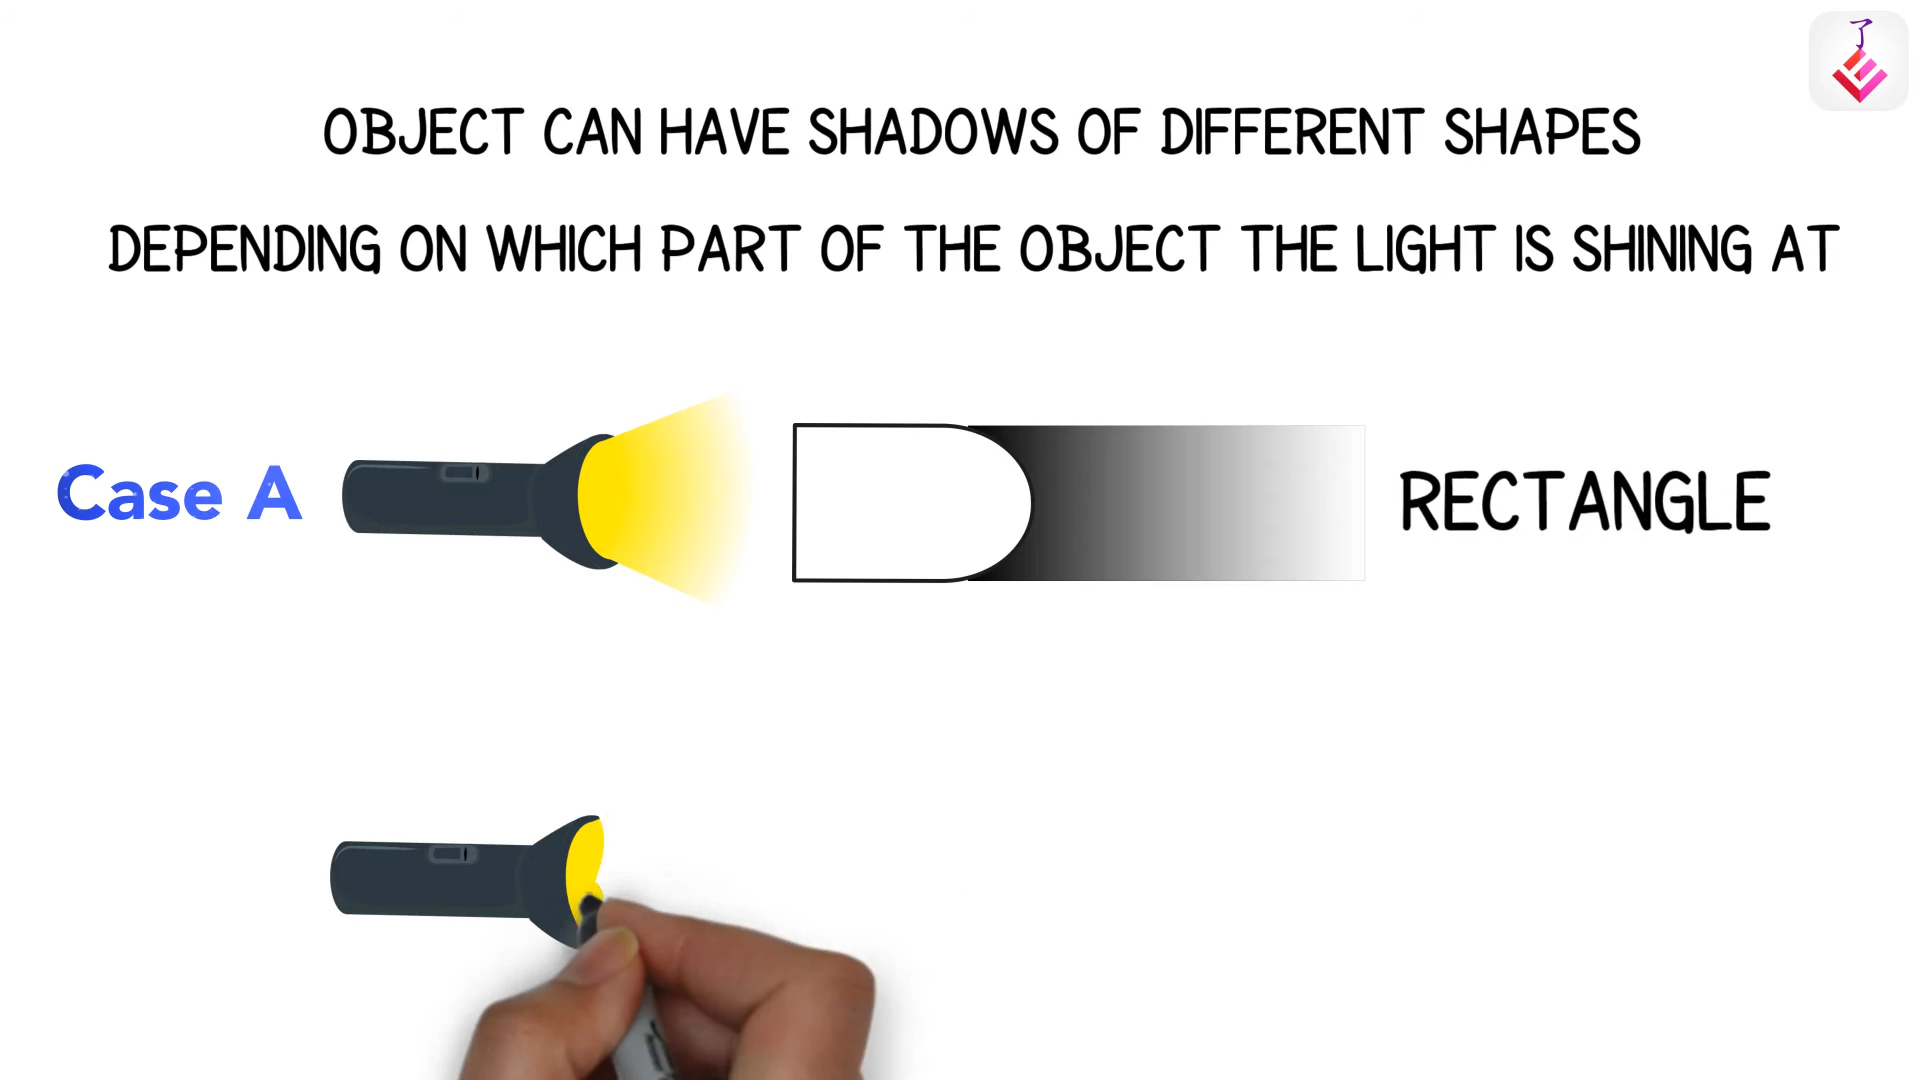 了
OBJECT CAN HAVE SHADOWS OF DIFFERENT SHAPES
DEPENDING ON WHICH PART OF THE OBJECT THE LIGHT IS SHINING AT
Case A
RECTANGLE